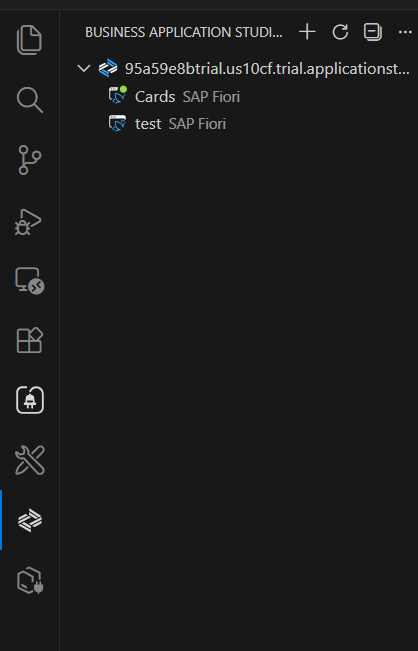 BUSINESS APPLICATION STUDI...
95a59e8btrial.us10cf.trial.applicationst...
Cards SAP Fiori
test SAP Fiori